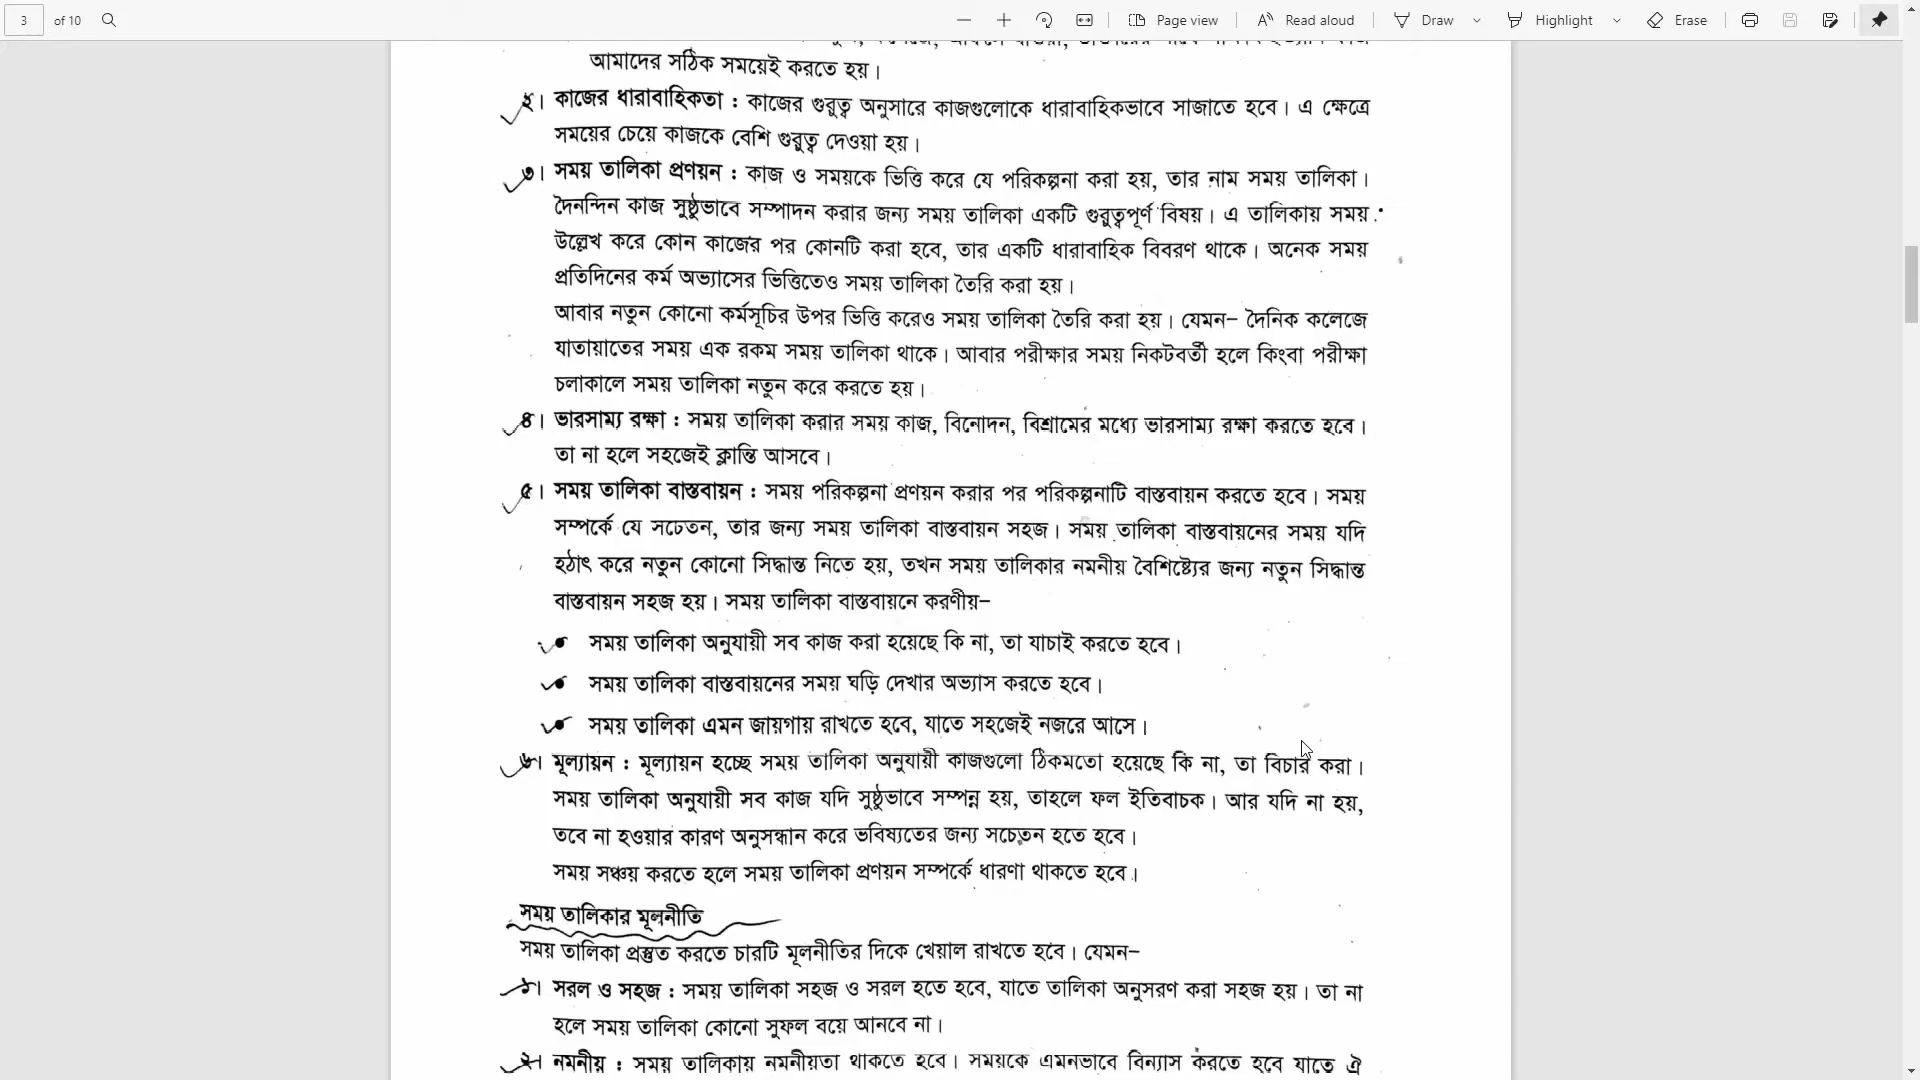 3 of 10 Page view Read aloud Draw Highlight Erase
আমাদের সঠিক সময়েই করতে হয়।
২। কাজের ধারাবাহিকতা : কাজের গুরুত্ব অনুসারে কাজগুলোকে ধারাবাহিকভাবে সাজাতে হবে। এ ক্ষেত্রে
সময়ের চেয়ে কাজকে বেশি গুরুত্ব দেওয়া হয়।
৩। সময় তালিকা প্রণয়ন : কাজ ও সময়কে ভিত্তি করে যে পরিকল্পনা করা হয়, তার নাম সময় তালিকা।
দৈনন্দিন কাজ সুষ্ঠুভাবে সম্পাদন করার জন্য সময় তালিকা একটি গুরুত্বপূর্ণ বিষয়। এ তালিকায় সময়
উল্লেখ করে কোন কাজের পর কোনটি করা হবে, তার একটি ধারাবাহিক বিবরণ থাকে। অনেক সময়
প্রতিদিনের কর্ম অভ্যাসের ভিত্তিতেও সময় তালিকা তৈরি করা হয়।
আবার নতুন কোনো কর্মসূচির উপর ভিত্তি করেও সময় তালিকা তৈরি করা হয়। যেমন– দৈনিক কলেজে
যাতায়াতের সময় এক রকম সময় তালিকা থাকে। আবার পরীক্ষার সময় নিকটবর্তী হলে কিংবা পরীক্ষা
চলাকালে সময় তালিকা নতুন করে করতে হয়।
৪। ভারসাম্য রক্ষা : সময় তালিকা করার সময় কাজ, বিনোদন, বিশ্রামের মধ্যে ভারসাম্য রক্ষা করতে হবে।
তা না হলে সহজেই ক্লান্তি আসবে।
৫। সময় তালিকা বাস্তবায়ন : সময় পরিকল্পনা প্রণয়ন করার পর পরিকল্পনাটি বাস্তবায়ন করতে হবে। সময়
সম্পর্কে যে সচেতন, তার জন্য সময় তালিকা বাস্তবায়ন সহজ। সময় তালিকা বাস্তবায়নের সময় যদি
হঠাৎ করে নতুন কোনো সিদ্ধান্ত নিতে হয়, তখন সময় তালিকার নমনীয় বৈশিষ্ট্যের জন্য নতুন সিদ্ধান্ত
বাস্তবায়ন সহজ হয়। সময় তালিকা বাস্তবায়নে করণীয়–
● সময় তালিকা অনুযায়ী সব কাজ করা হয়েছে কি না, তা যাচাই করতে হবে।
● সময় তালিকা বাস্তবায়নের সময় ঘড়ি দেখার অভ্যাস করতে হবে।
● সময় তালিকা এমন জায়গায় রাখতে হবে, যাতে সহজেই নজরে আসে।
৬। মূল্যায়ন : মূল্যায়ন হচ্ছে সময় তালিকা অনুযায়ী কাজগুলো ঠিকমতো হয়েছে কি না, তা বিচার করা।
সময় তালিকা অনুযায়ী সব কাজ যদি সুষ্ঠুভাবে সম্পন্ন হয়, তাহলে ফল ইতিবাচক। আর যদি না হয়,
তবে না হওয়ার কারণ অনুসন্ধান করে ভবিষ্যতের জন্য সচেতন হতে হবে।
সময় সঞ্চয় করতে হলে সময় তালিকা প্রণয়ন সম্পর্কে ধারণা থাকতে হবে।
সময় তালিকার মূলনীতি
সময় তালিকা প্রস্তুত করতে চারটি মূলনীতির দিকে খেয়াল রাখতে হবে। যেমন–
১। সরল ও সহজ : সময় তালিকা সহজ ও সরল হতে হবে, যাতে তালিকা অনুসরণ করা সহজ হয়। তা না
হলে সময় তালিকা কোনো সুফল বয়ে আনবে না।
২। নমনীয় : সময় তালিকায় নমনীয়তা থাকতে হবে। সময়কে এমনভাবে বিন্যাস করতে হবে যাতে ঐ